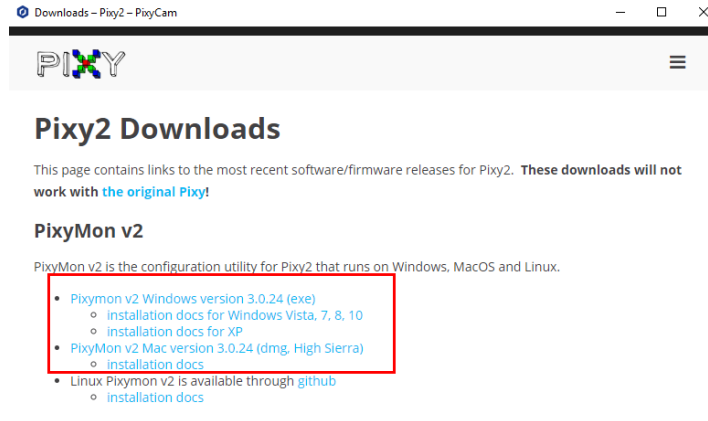 Downloads – Pixy2 – PixyCam
PIXY
Pixy2 Downloads
This page contains links to the most recent software/firmware releases for Pixy2. These downloads will not
work with the original Pixy!
PixyMon v2
PixyMon v2 is the configuration utility for Pixy2 that runs on Windows, MacOS and Linux.
Pixymon v2 Windows version 3.0.24 (exe)
installation docs for Windows Vista, 7, 8, 10
installation docs for XP
PixyMon v2 Mac version 3.0.24 (dmg, High Sierra)
installation docs
Linux Pixymon v2 is available through github
installation docs